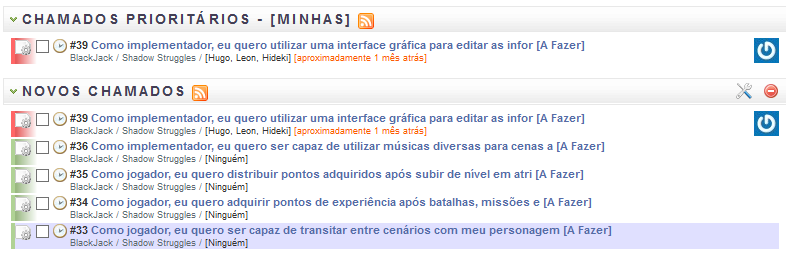 CHAMADOS PRIORITÁRIOS - [MINHAS]
#39 Como implementador, eu quero utilizar uma interface gráfica para editar as infor [A Fazer]
BlackJack / Shadow Struggles / [Hugo, Leon, Hideki] [aproximadamente 1 mês atrás]
NOVOS CHAMADOS
#39 Como implementador, eu quero utilizar uma interface gráfica para editar as infor [A Fazer]
BlackJack / Shadow Struggles / [Hugo, Leon, Hideki] [aproximadamente 1 mês atrás]
#36 Como implementador, eu quero ser capaz de utilizar músicas diversas para cenas a [A Fazer]
BlackJack / Shadow Struggles / [Ninguém]
#35 Como jogador, eu quero distribuir pontos adquiridos após subir de nível em atri [A Fazer]
BlackJack / Shadow Struggles / [Ninguém]
#34 Como jogador, eu quero adquirir pontos de experiência após batalhas, missões e [A Fazer]
BlackJack / Shadow Struggles / [Ninguém]
#33 Como jogador, eu quero ser capaz de transitar entre cenários com meu personagem [A Fazer]
BlackJack / Shadow Struggles / [Ninguém]